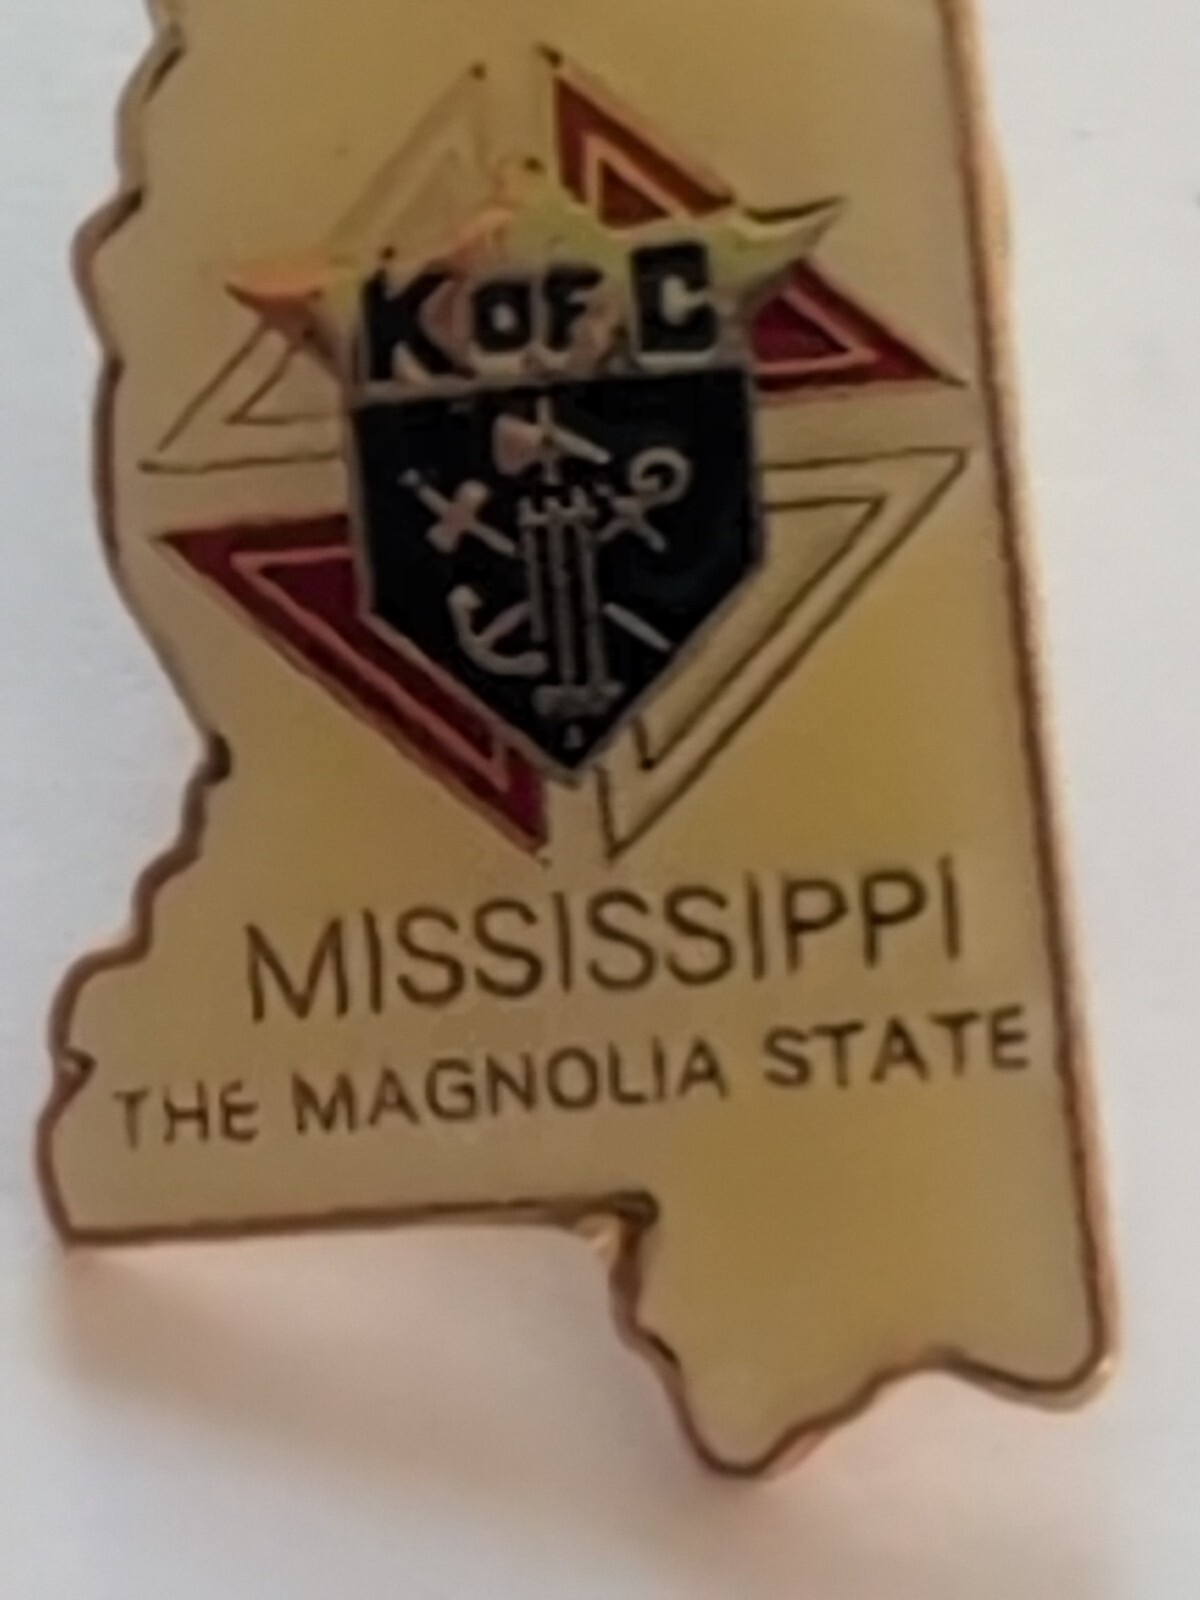 K OF C
MISSISSIPPI
THE MAGNOLIA STATE